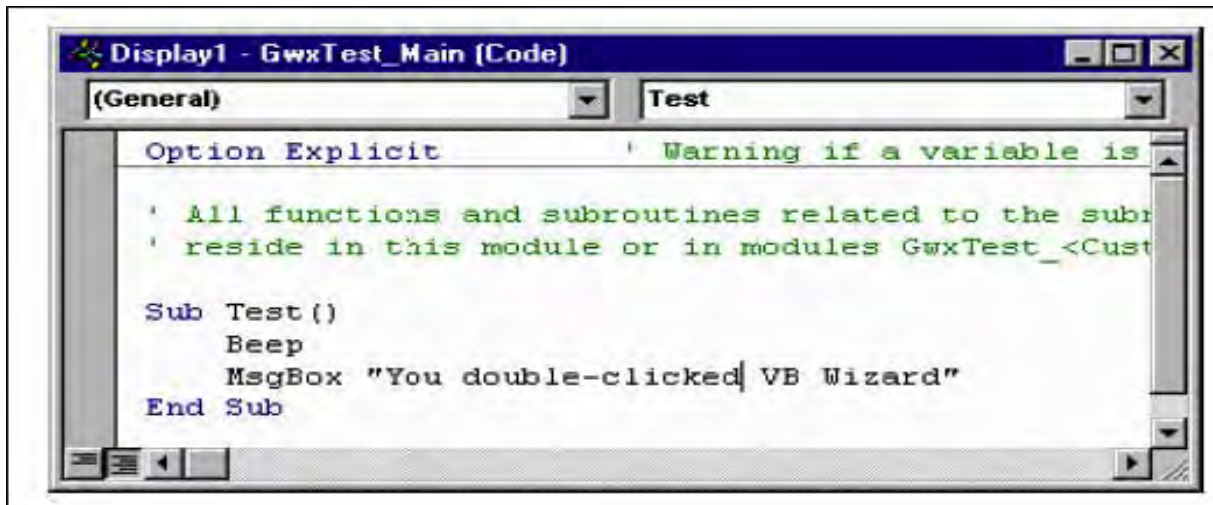 Display1 - GwxTest_Main (Code)
(General) Test
Option Explicit ' Warning if a variable is
' All functions and subroutines related to the subr
' reside in this module or in modules GwxTest_<Cust
Sub Test()
Beep
MsgBox "You double-clicked VB Wizard"
End Sub